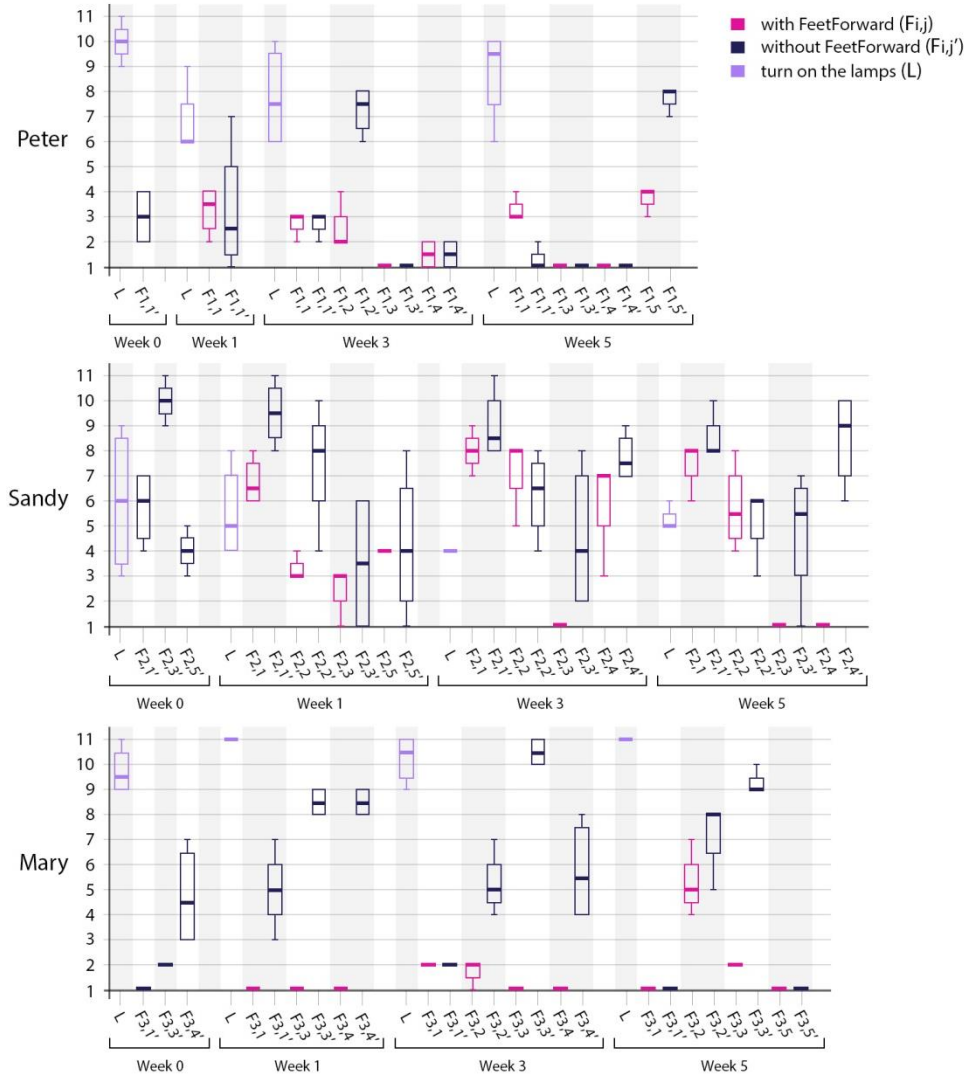 with FeetForward (Fi,j)
without FeetForward (Fi,j')
turn on the lamps (L)
Peter
11
10
9
8
7
6
5
4
3
2
1
L F1,1' L F1,1 F1,1' L F1,1 F1,1' F1,2 F1,2' F1,3 F1,3' F1,4 F1,4' L F1,1 F1,1' F1,3 F1,3' F1,4 F1,4' F1,5 F1,5'
Week 0 Week 1 Week 3 Week 5
Sandy
11
10
9
8
7
6
5
4
3
2
1
L F2,1' F2,3' F2,5' L F2,1 F2,1' F2,2 F2,2' F2,3 F2,3' F2,5 F2,5' L F2,1 F2,1' F2,2 F2,2' F2,3 F2,3' F2,4 F2,4' L F2,1 F2,1' F2,2 F2,2' F2,3 F2,3' F2,4 F2,4'
Week 0 Week 1 Week 3 Week 5
Mary
11
10
9
8
7
6
5
4
3
2
1
L F3,1' F3,3' F3,4' L F3,1 F3,1' F3,3 F3,3' F3,4 F3,4' L F3,1 F3,1' F3,2 F3,2' F3,3 F3,3' F3,4 F3,4' L F3,1 F3,1' F3,2 F3,2' F3,3 F3,3' F3,5 F3,5'
Week 0 Week 1 Week 3 Week 5